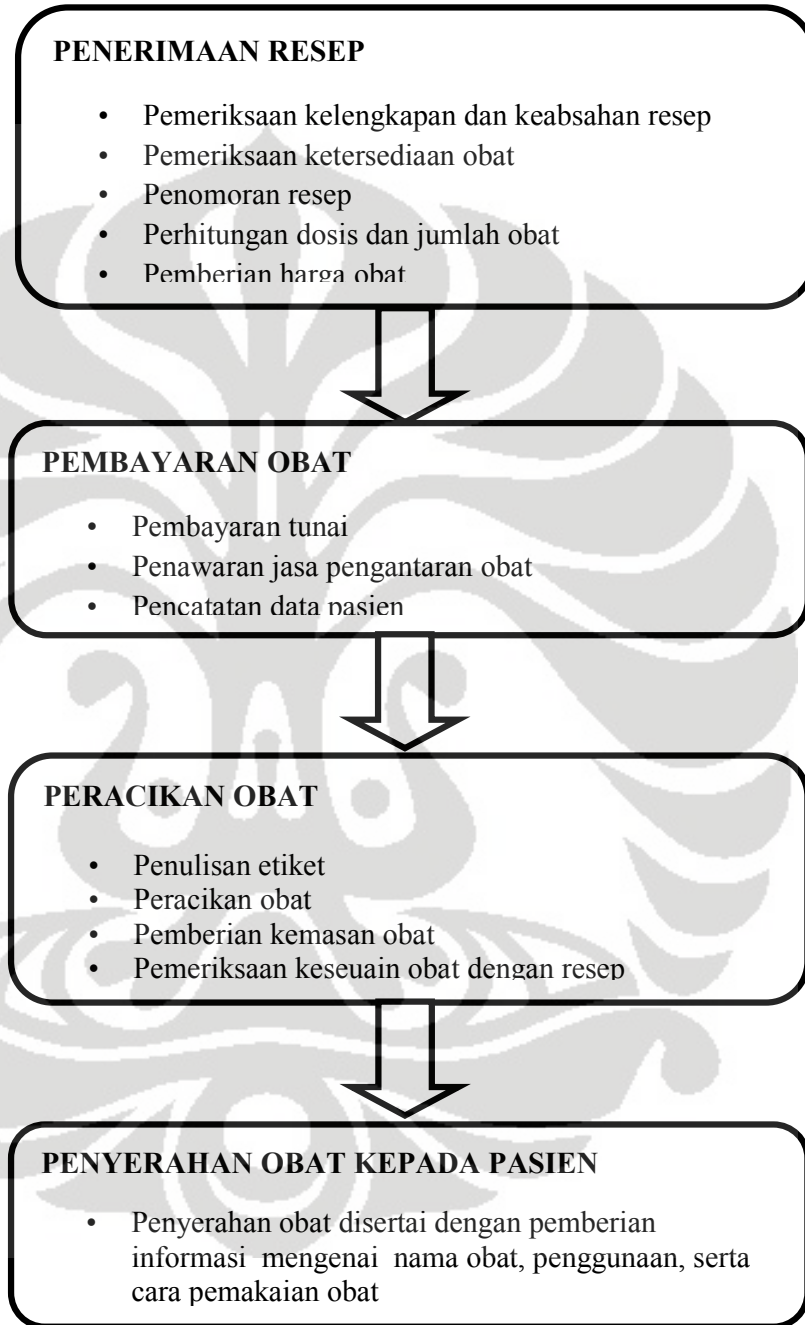 PENERIMAAN RESEP
• Pemeriksaan kelengkapan dan keabsahan resep
• Pemeriksaan ketersediaan obat
• Penomoran resep
• Perhitungan dosis dan jumlah obat
• Pemberian harga obat
PEMBAYARAN OBAT
• Pembayaran tunai
• Penawaran jasa pengantaran obat
• Pencatatan data pasien
PERACIKAN OBAT
• Penulisan etiket
• Peracikan obat
• Pemberian kemasan obat
• Pemeriksaan keseuain obat dengan resep
PENYERAHAN OBAT KEPADA PASIEN
• Penyerahan obat disertai dengan pemberian
informasi mengenai nama obat, penggunaan, serta
cara pemakaian obat